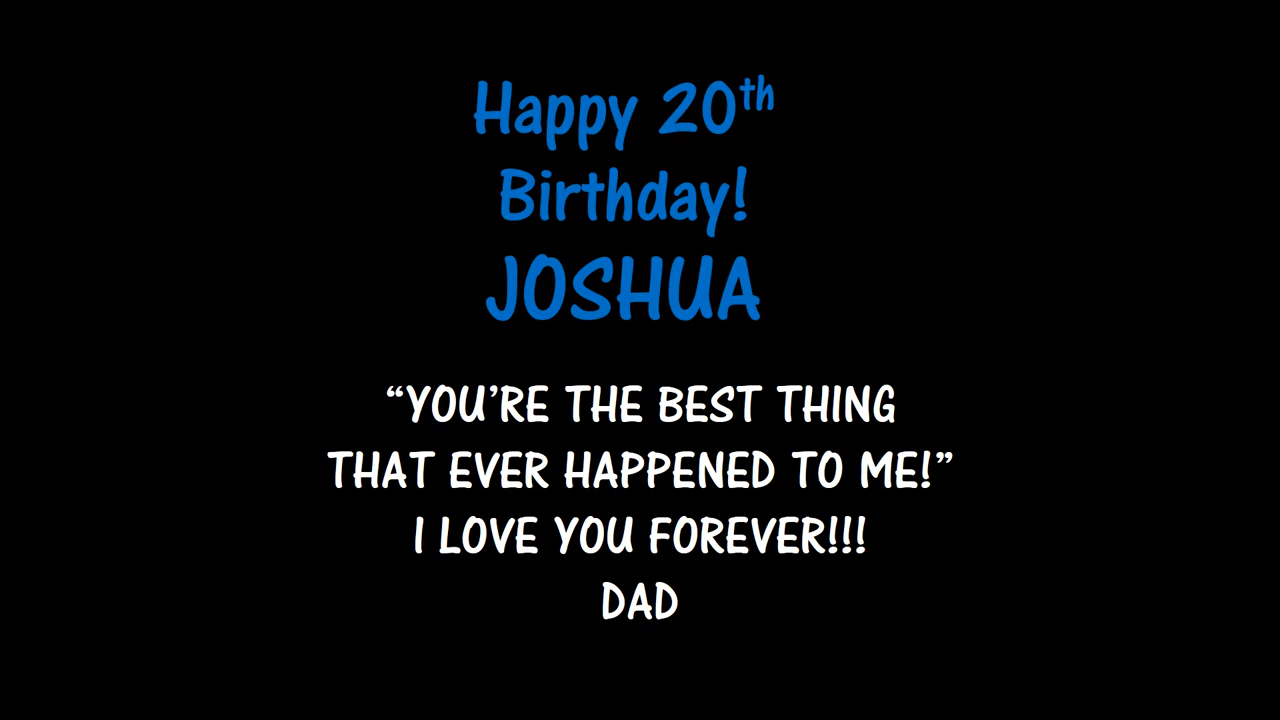 Happy 20th
Birthday!
JOSHUA
“YOU’RE THE BEST THING
THAT EVER HAPPENED TO ME!”
I LOVE YOU FOREVER!!!
DAD